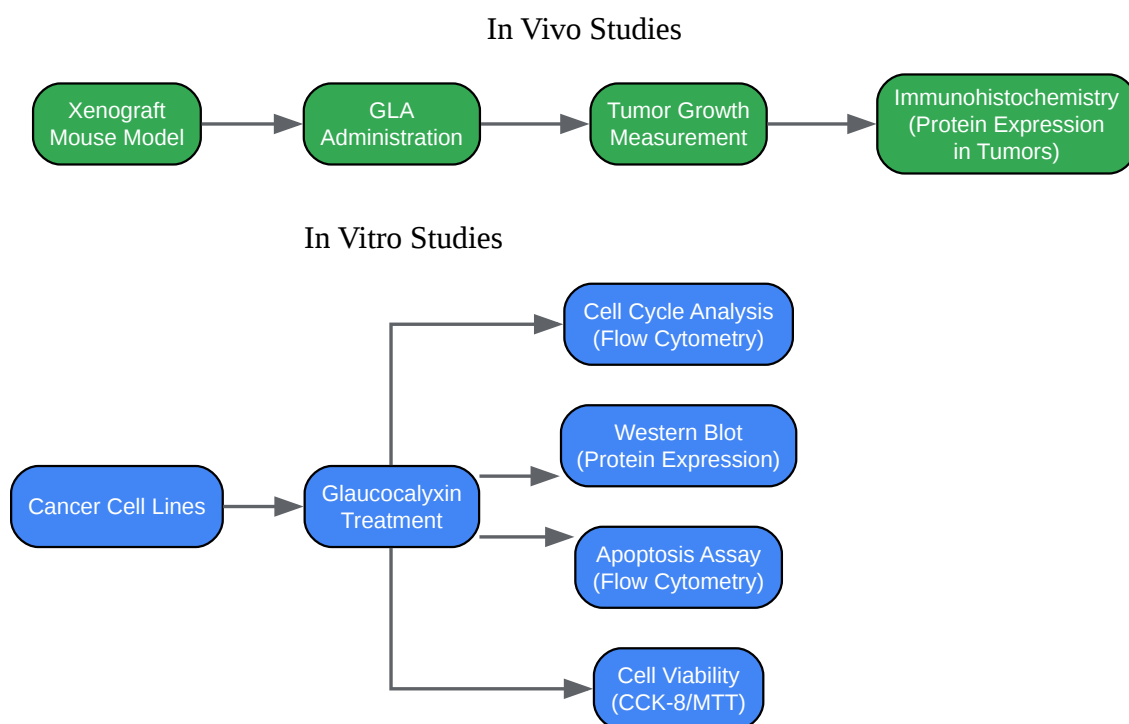 In Vivo Studies
Xenograft
Mouse Model
GLA
Administration
Tumor Growth
Measurement
Immunohistochemistry
(Protein Expression
in Tumors)
In Vitro Studies
Cell Cycle Analysis
(Flow Cytometry)
Western Blot
(Protein Expression)
Cancer Cell Lines
Glaucocalyxin
Treatment
Apoptosis Assay
(Flow Cytometry)
Cell Viability
(CCK-8/MTT)